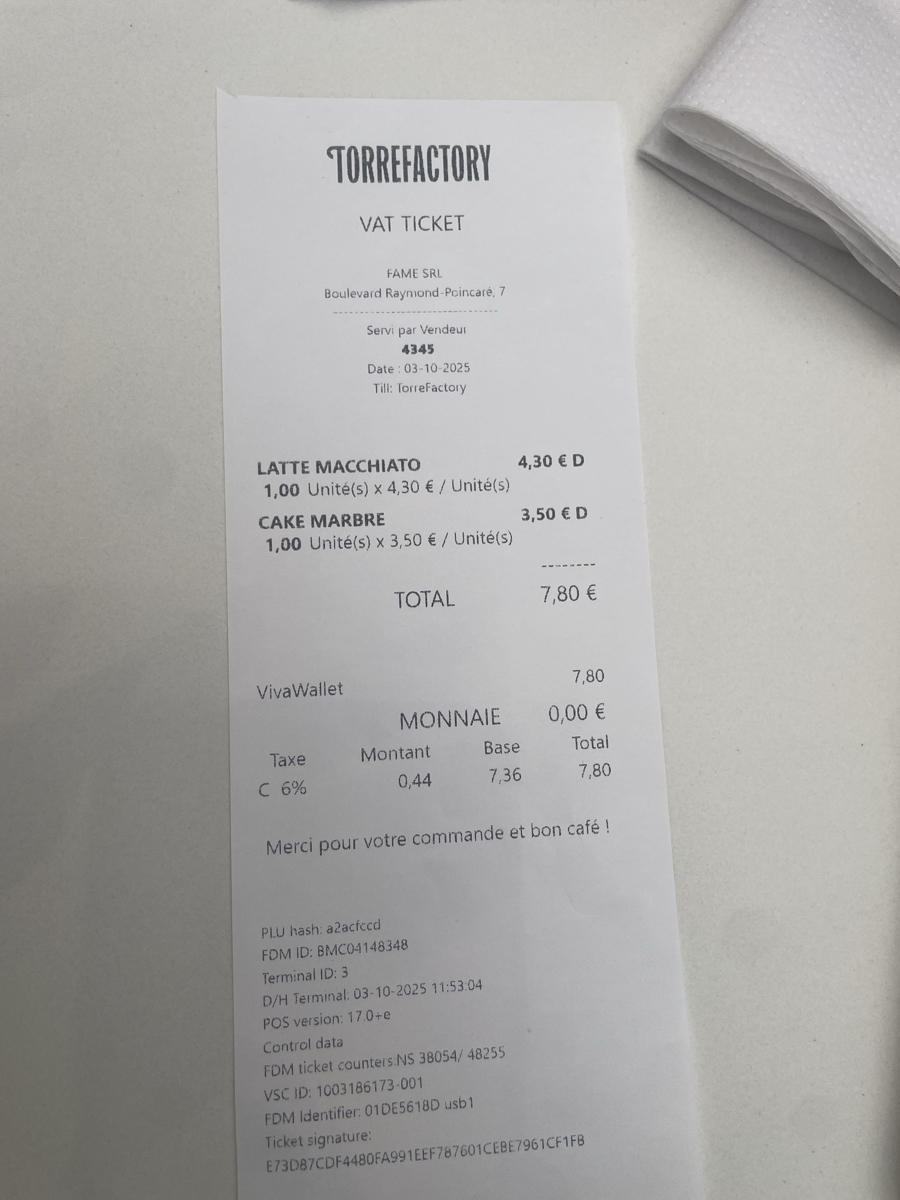 TORREFACTORY
VAT TICKET
FAME SRL
Boulevard Raymond-Poincaré, 7
--------------------------------
Servi par Vendeur
4345
Date : 03-10-2025
Till: TorreFactory
LATTE MACCHIATO 4,30 € D
1,00 Unité(s) x 4,30 € / Unité(s)
CAKE MARBRE 3,50 € D
1,00 Unité(s) x 3,50 € / Unité(s)
--------
TOTAL 7,80 €
VivaWallet 7,80
MONNAIE 0,00 €
Taxe Montant Base Total
C 6% 0,44 7,36 7,80
Merci pour votre commande et bon café !
PLU hash: a2acfccd
FDM ID: BMC04148348
Terminal ID: 3
D/H Terminal: 03-10-2025 11:53:04
POS version: 17.0+e
Control data
FDM ticket counters:NS 38054/ 48255
VSC ID: 1003186173-001
FDM Identifier: 01DE5618D usb1
Ticket signature:
E73D87CDF4480FA991EEF787601CEBE7961CF1FB